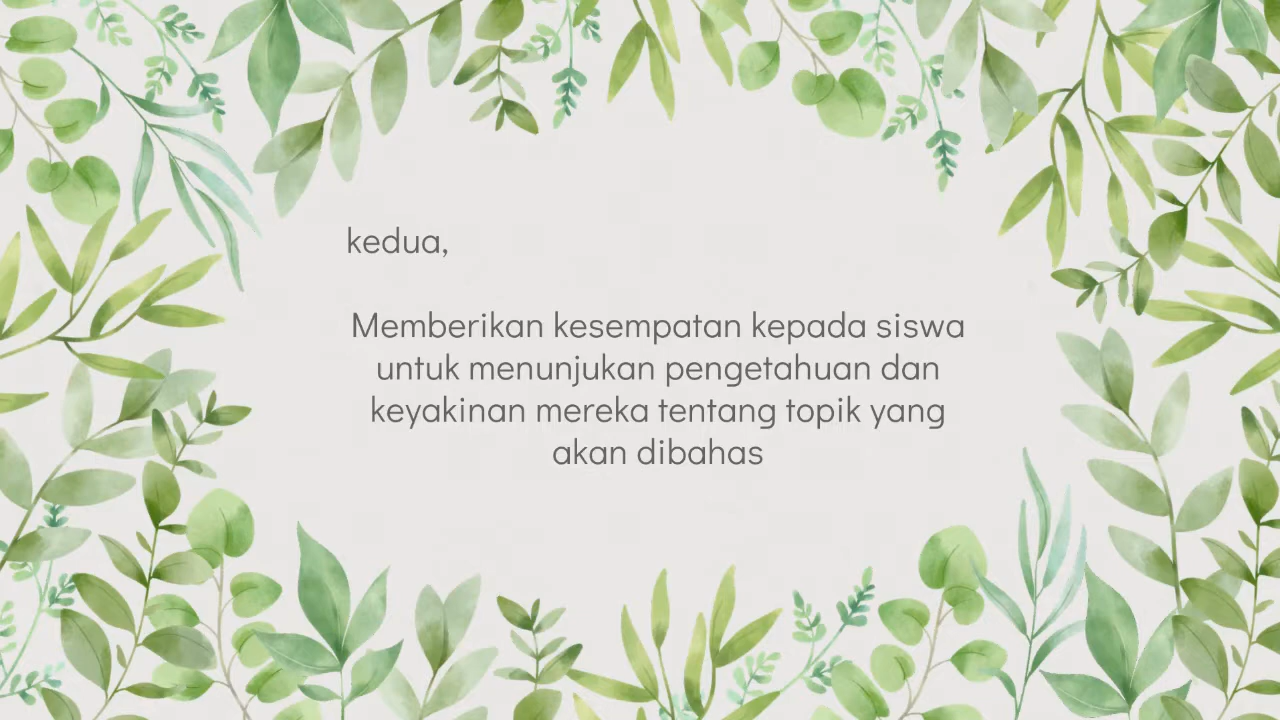 kedua,
Memberikan kesempatan kepada siswa
untuk menunjukan pengetahuan dan
keyakinan mereka tentang topik yang
akan dibahas